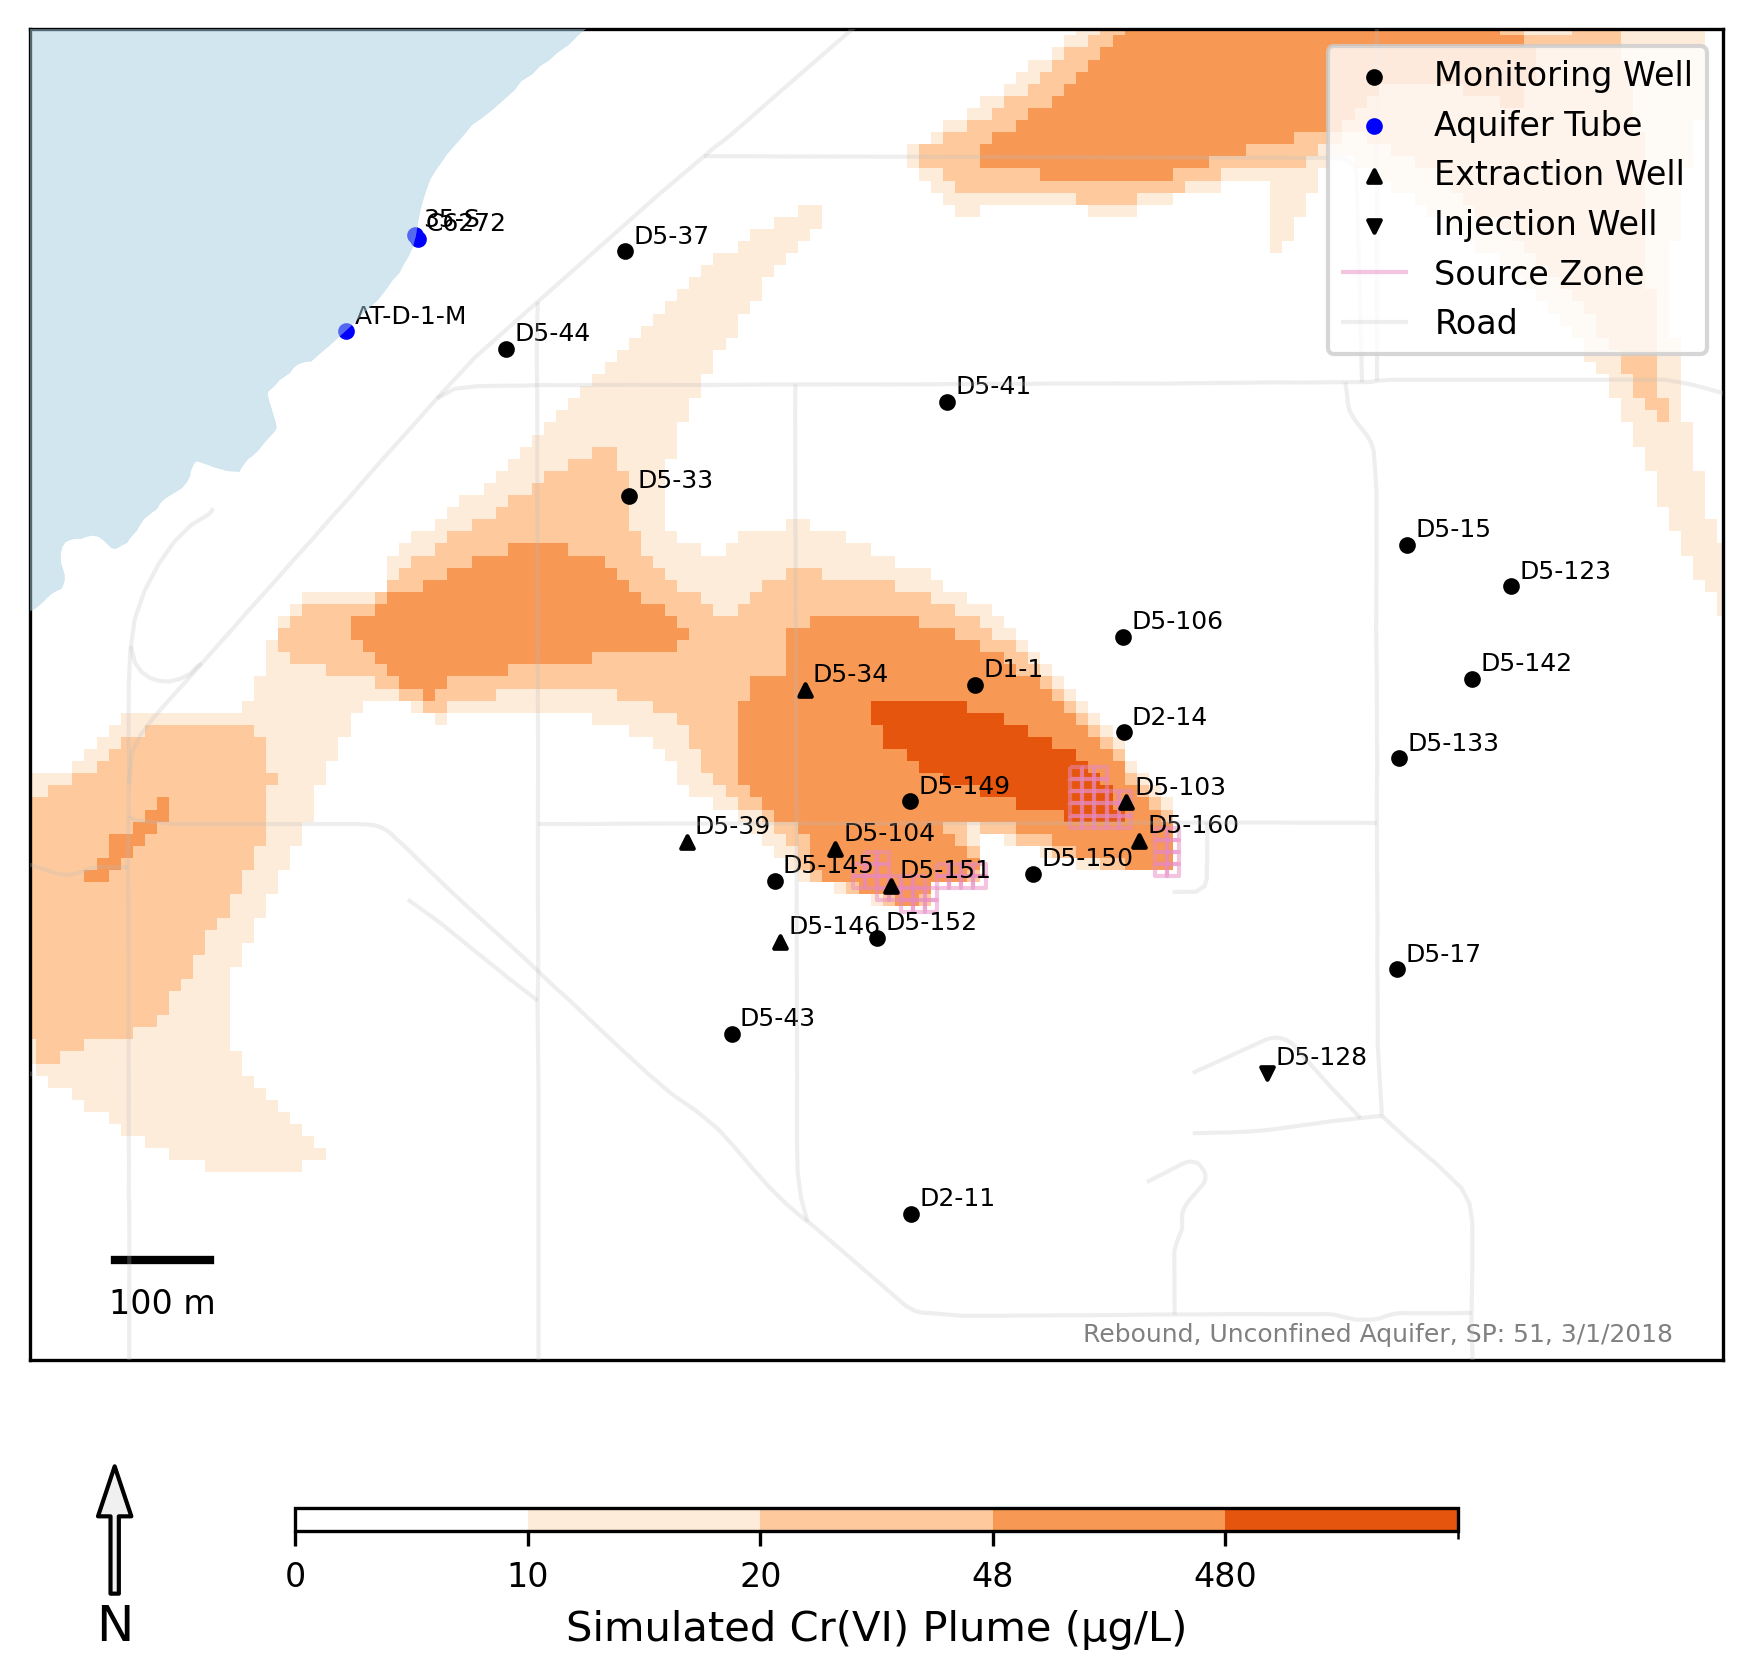 Monitoring Well
Aquifer Tube
Extraction Well
Injection Well
Source Zone
Road
35-S
C6272
D5-37
AT-D-1-M
D5-44
D5-41
D5-33
D5-15
D5-123
D5-106
D5-142
D5-34
D1-1
D2-14
D5-133
D5-149
D5-103
D5-39
D5-104
D5-160
D5-145
D5-151
D5-150
D5-146
D5-152
D5-17
D5-43
D5-128
D2-11
100 m
Rebound, Unconfined Aquifer, SP: 51, 3/1/2018
0 10 20 48 480
Simulated Cr(VI) Plume (μg/L)
N